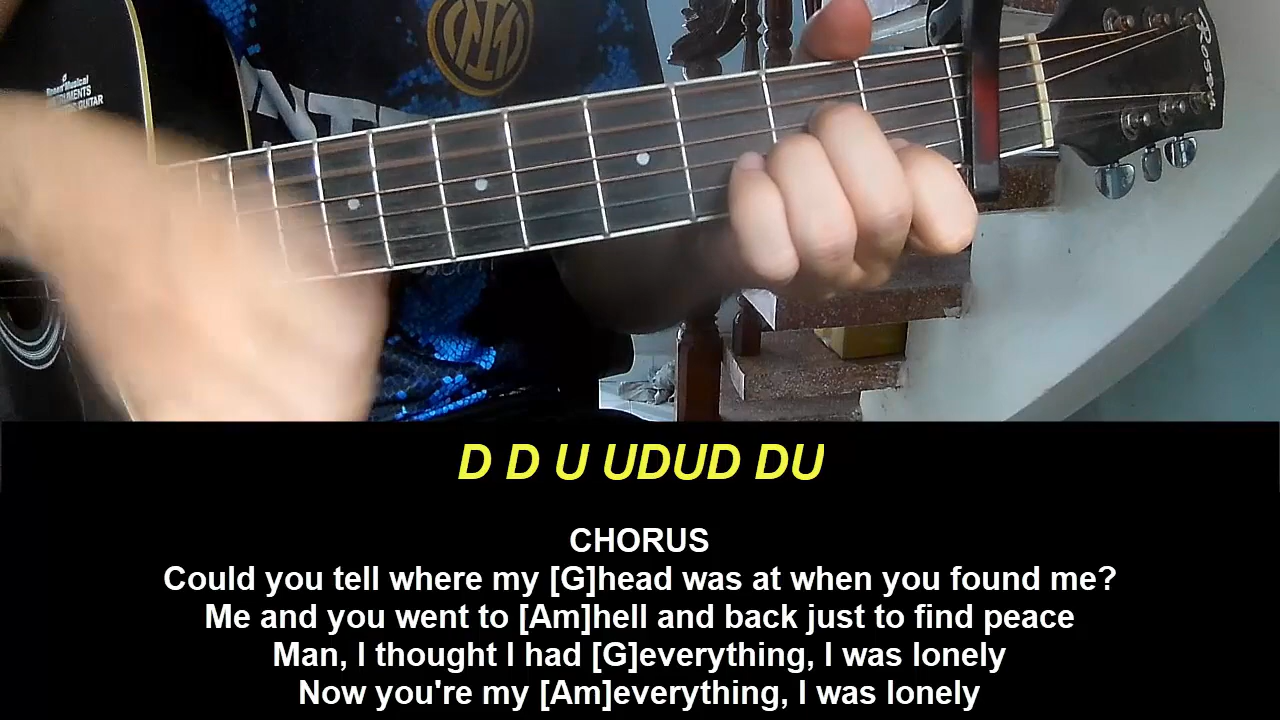 Rosen
D D U UDUD DU
CHORUS
Could you tell where my [G]head was at when you found me?
Me and you went to [Am]hell and back just to find peace
Man, I thought I had [G]everything, I was lonely
Now you're my [Am]everything, I was lonely